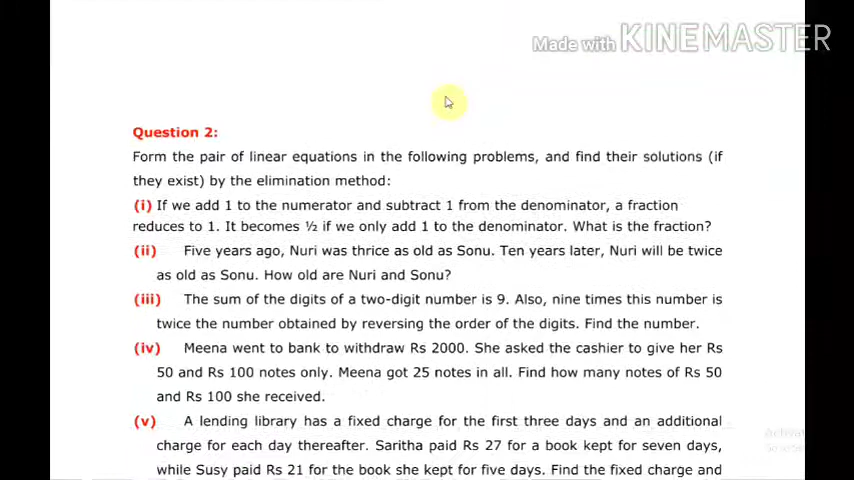 Made with KINEMASTER
Question 2:
Form the pair of linear equations in the following problems, and find their solutions (if
they exist) by the elimination method:
(i) If we add 1 to the numerator and subtract 1 from the denominator, a fraction
reduces to 1. It becomes ½ if we only add 1 to the denominator. What is the fraction?
(ii) Five years ago, Nuri was thrice as old as Sonu. Ten years later, Nuri will be twice
as old as Sonu. How old are Nuri and Sonu?
(iii) The sum of the digits of a two-digit number is 9. Also, nine times this number is
twice the number obtained by reversing the order of the digits. Find the number.
(iv) Meena went to bank to withdraw Rs 2000. She asked the cashier to give her Rs
50 and Rs 100 notes only. Meena got 25 notes in all. Find how many notes of Rs 50
and Rs 100 she received.
(v) A lending library has a fixed charge for the first three days and an additional
charge for each day thereafter. Saritha paid Rs 27 for a book kept for seven days,
while Susy paid Rs 21 for the book she kept for five days. Find the fixed charge and